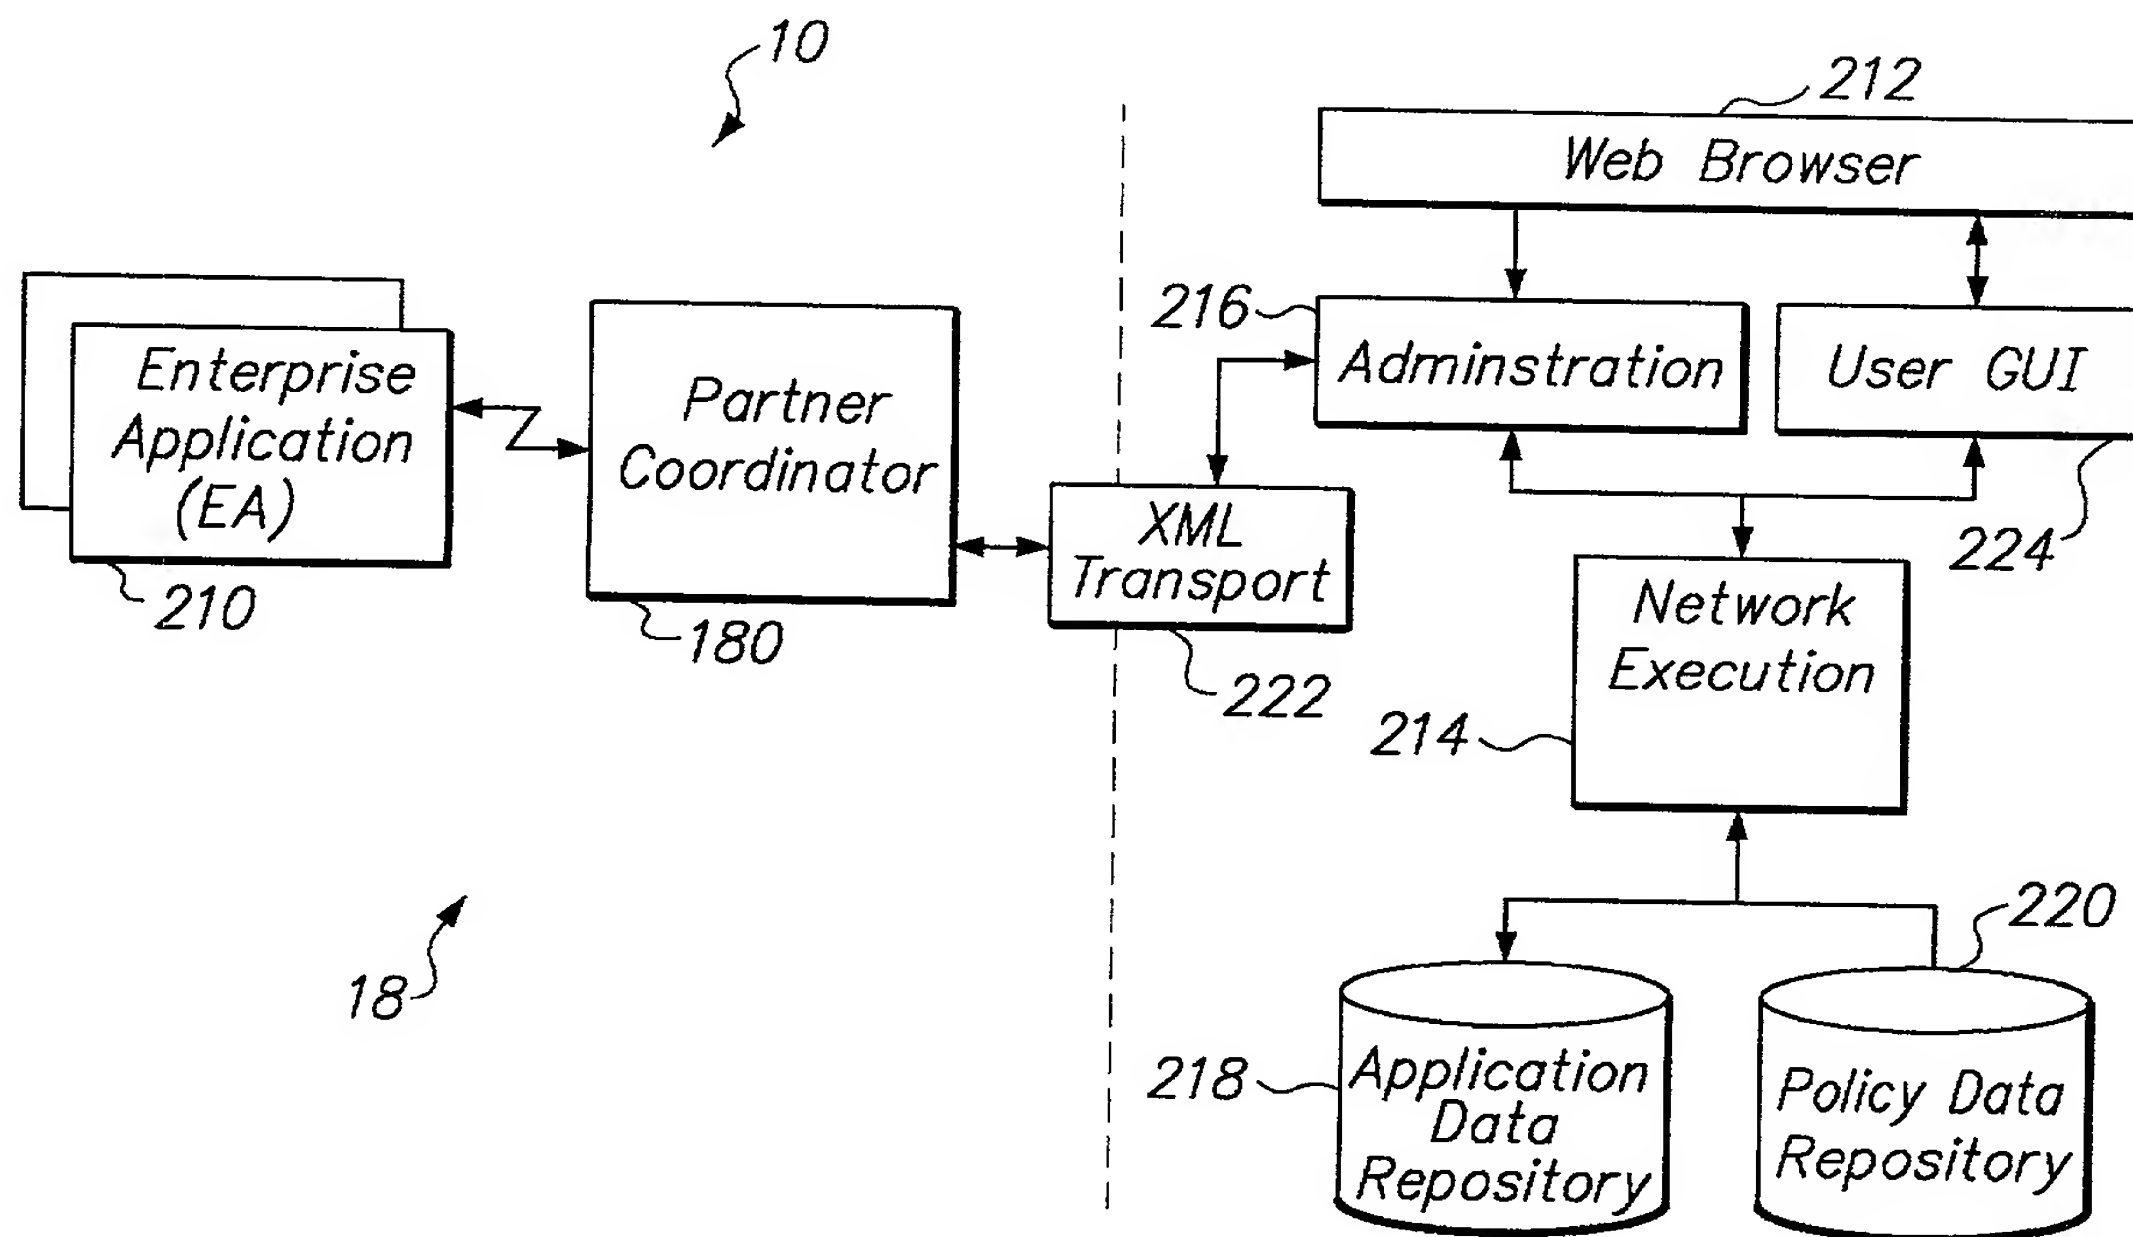 10
212
Web Browser
216
Adminstration
User GUI
224
Enterprise
Application
(EA)
210
Partner
Coordinator
180
XML
Transport
222
Network
Execution
214
18
220
218
Application
Data
Repository
Policy Data
Repository